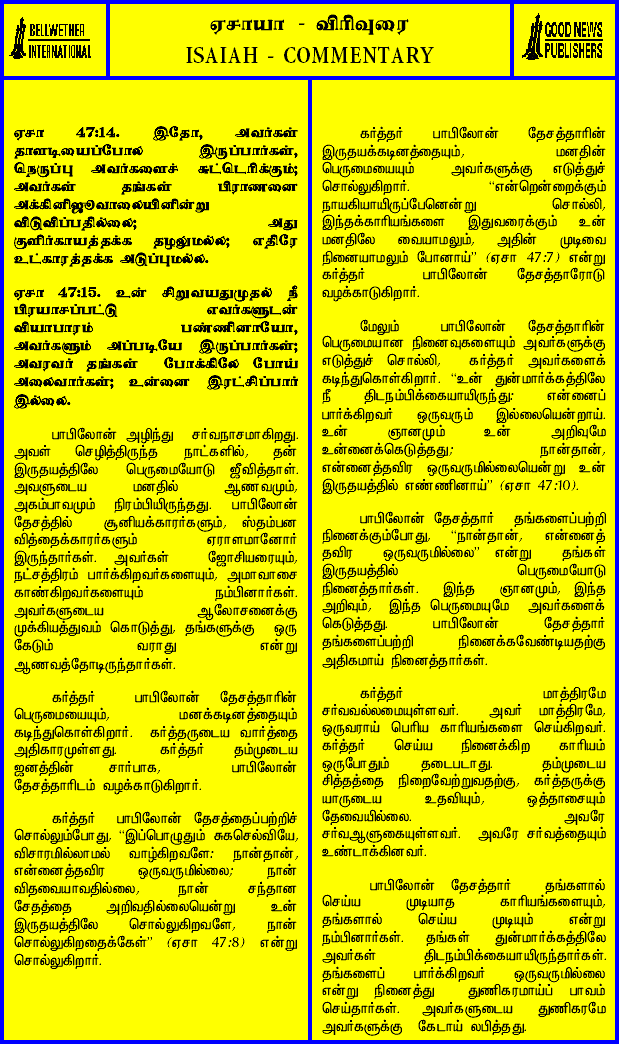 BELLWETHER
INTERNATIONAL
ஏசாயா - விரிவுரை
ISAIAH - COMMENTARY
GOOD NEWS
PUBLISHERS
ஏசா 47:14. இதோ, அவர்கள்
தாளடியைப்போல் இருப்பார்கள்,
நெருப்பு அவர்களைச் சுட்டெரிக்கும்;
அவர்கள் தங்கள் பிராணனை
அக்கினிஜூவாலையினின்று
விடுவிப்பதில்லை; அது
குளிர்காயத்தக்க தழலுமல்ல; எதிரே
உட்காரத்தக்க அடுப்புமல்ல.
ஏசா 47:15. உன் சிறுவயதுமுதல் நீ
பிரயாசப்பட்டு எவர்களுடன்
வியாபாரம் பண்ணினாயோ,
அவர்களும் அப்படியே இருப்பார்கள்;
அவரவர் தங்கள் போக்கிலே போய்
அலைவார்கள்; உன்னை இரட்சிப்பார்
இல்லை.
பாபிலோன் அழிந்து சர்வநாசமாகிறது.
அவள் செழித்திருந்த நாட்களில், தன்
இருதயத்திலே பெருமையோடு ஜீவித்தாள்.
அவளுடைய மனதில் ஆணவமும்,
அகம்பாவமும் நிரம்பியிருந்தது. பாபிலோன்
தேசத்தில் சூனியக்காரர்களும், ஸ்தம்பன
வித்தைக்காரர்களும் ஏராளமானோர்
இருந்தார்கள். அவர்கள் ஜோசியரையும்,
நட்சத்திரம் பார்க்கிறவர்களையும், அமாவாசை
காண்கிறவர்களையும் நம்பினார்கள்.
அவர்களுடைய ஆலோசனைக்கு
முக்கியத்துவம் கொடுத்து, தங்களுக்கு ஒரு
கேடும் வராது என்று
ஆணவத்தோடிருந்தார்கள்.
கர்த்தர் பாபிலோன் தேசத்தாரின்
பெருமையையும், மனக்கடினத்தையும்
கடிந்துகொள்கிறார். கர்த்தருடைய வார்த்தை
அதிகாரமுள்ளது. கர்த்தர் தம்முடைய
ஜனத்தின் சார்பாக, பாபிலோன்
தேசத்தாரிடம் வழக்காடுகிறார்.
கர்த்தர் பாபிலோன் தேசத்தைப்பற்றிச்
சொல்லும்போது, “இப்பொழுதும் சுகசெல்வியே,
விசாரமில்லாமல் வாழ்கிறவளே: நான்தான்,
என்னைத்தவிர ஒருவருமில்லை; நான்
விதவையாவதில்லை, நான் சந்தான
சேதத்தை அறிவதில்லையென்று உன்
இருதயத்திலே சொல்லுகிறவளே, நான்
சொல்லுகிறதைக்கேள்” (ஏசா 47:8) என்று
சொல்லுகிறார்.
கர்த்தர் பாபிலோன் தேசத்தாரின்
இருதயக்கடினத்தையும், மனதின்
பெருமையையும் அவர்களுக்கு எடுத்துச்
சொல்லுகிறார். “என்றென்றைக்கும்
நாயகியாயிருப்பேனென்று சொல்லி,
இந்தக்காரியங்களை இதுவரைக்கும் உன்
மனதிலே வையாமலும், அதின் முடிவை
நினையாமலும் போனாய்” (ஏசா 47:7) என்று
கர்த்தர் பாபிலோன் தேசத்தாரோடு
வழக்காடுகிறார்.
மேலும் பாபிலோன் தேசத்தாரின்
பெருமையான நினைவுகளையும் அவர்களுக்கு
எடுத்துச் சொல்லி, கர்த்தர் அவர்களைக்
கடிந்துகொள்கிறார். “உன் துன்மார்க்கத்திலே
நீ திடநம்பிக்கையாயிருந்து: என்னைப்
பார்க்கிறவர் ஒருவரும் இல்லையென்றாய்.
உன் ஞானமும் உன் அறிவுமே
உன்னைக்கெடுத்தது; நான்தான்,
என்னைத்தவிர ஒருவருமில்லையென்று உன்
இருதயத்தில் எண்ணினாய்” (ஏசா 47:10).
பாபிலோன் தேசத்தார் தங்களைப்பற்றி
நினைக்கும்போது, “நான்தான், என்னைத்
தவிர ஒருவருமில்லை” என்று தங்கள்
இருதயத்தில் பெருமையோடு
நினைத்தார்கள். இந்த ஞானமும், இந்த
அறிவும், இந்த பெருமையுமே அவர்களைக்
கெடுத்தது. பாபிலோன் தேசத்தார்
தங்களைப்பற்றி நினைக்கவேண்டியதற்கு
அதிகமாய் நினைத்தார்கள்.
கர்த்தர் மாத்திரமே
சர்வவல்லமையுள்ளவர். அவர் மாத்திரமே,
ஒருவராய் பெரிய காரியங்களை செய்கிறவர்.
கர்த்தர் செய்ய நினைக்கிற காரியம்
ஒருபோதும் தடைபடாது. தம்முடைய
சித்தத்தை நிறைவேற்றுவதற்கு, கர்த்தருக்கு
யாருடைய உதவியும், ஒத்தாசையும்
தேவையில்லை. அவரே
சர்வஆளுகையுள்ளவர். அவரே சர்வத்தையும்
உண்டாக்கினவர்.
பாபிலோன் தேசத்தார் தங்களால்
செய்ய முடியாத காரியங்களையும்,
தங்களால் செய்ய முடியும் என்று
நம்பினார்கள். தங்கள் துன்மார்க்கத்திலே
அவர்கள் திடநம்பிக்கையாயிருந்தார்கள்.
தங்களைப் பார்க்கிறவர் ஒருவருமில்லை
என்று நினைத்து துணிகரமாய்ப் பாவம்
செய்தார்கள். அவர்களுடைய துணிகரமே
அவர்களுக்கு கேடாய் லபித்தது.